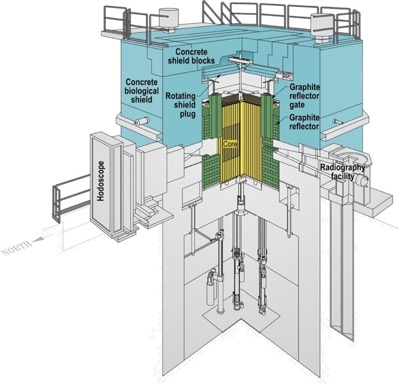 Concrete
shield blocks
Concrete
biological
shield
Rotating
shield
plug
Graphite
reflector
gate
Graphite
reflector
Core
Radiography
facility
Hodoscope
NORTH